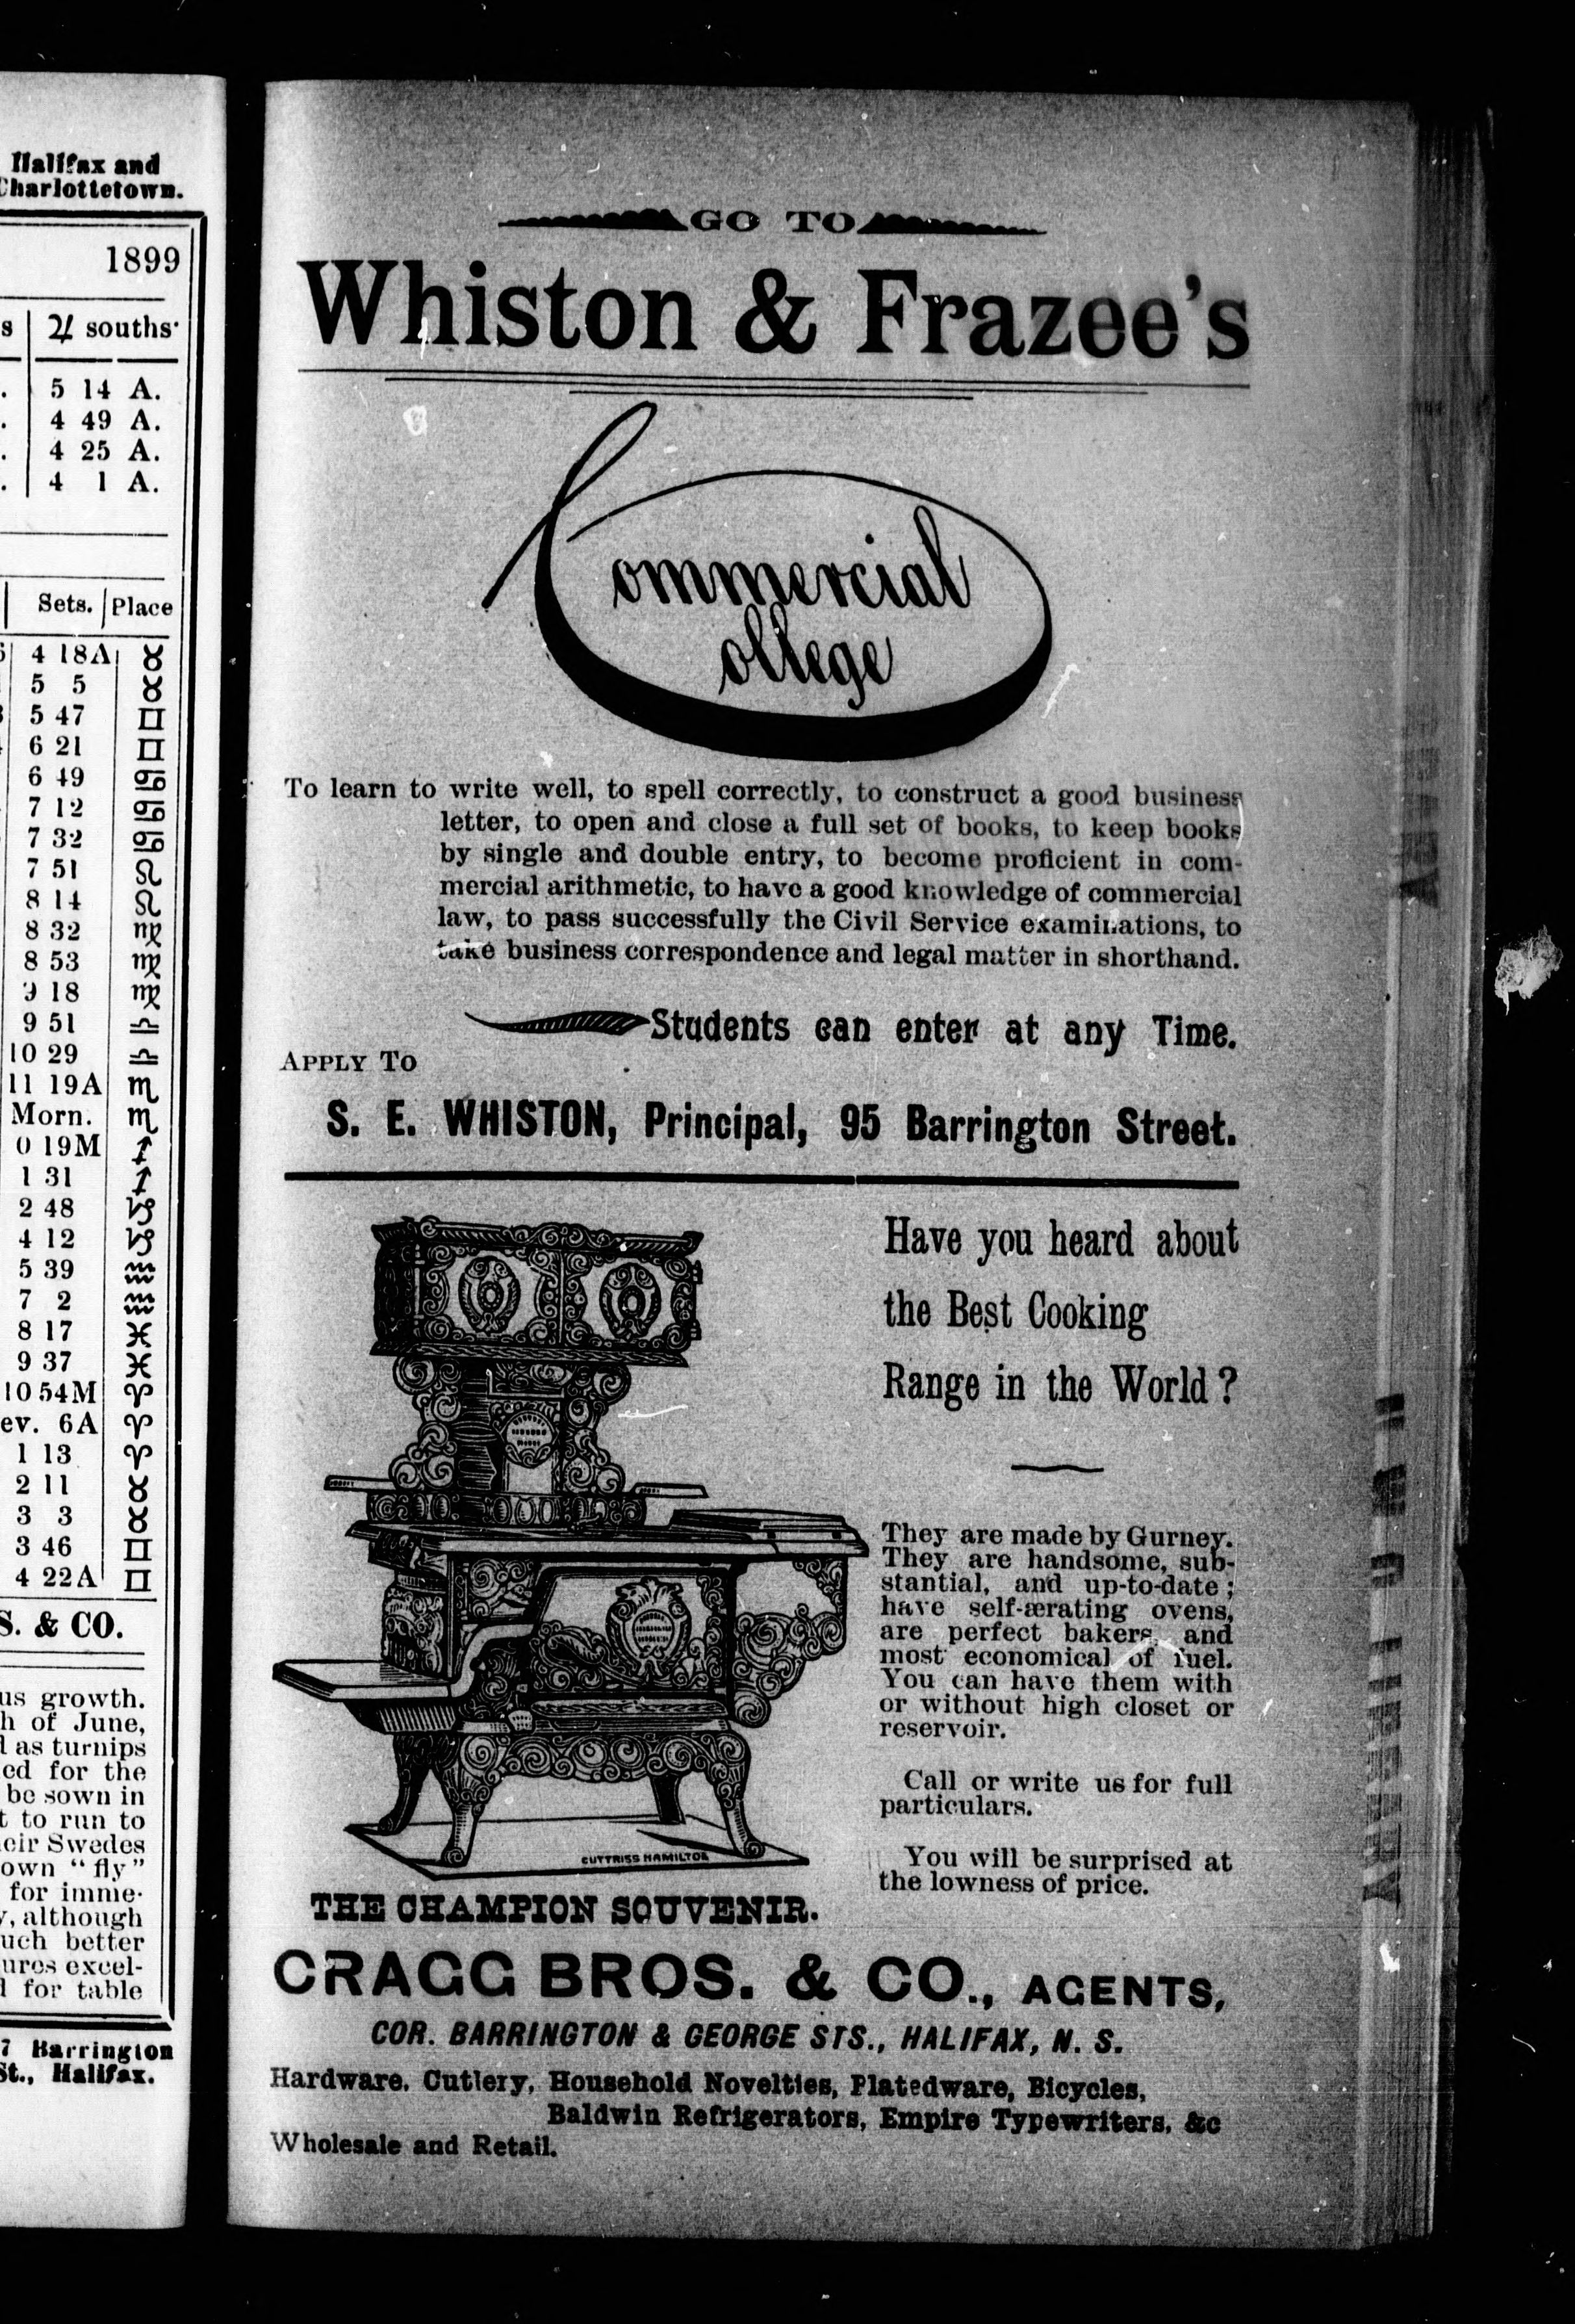 Halifax and
Charlottetown.
1899
s ♃ souths
. 5 14 A.
. 4 49 A.
. 4 25 A.
. 4 1 A.
Sets. Place
4 18A ♉
5 5 ♉
5 47 ♊
6 21 ♊
6 49 ♋
7 12 ♋
7 32 ♋
7 51 ♌
8 14 ♌
8 32 ♍
8 53 ♍
9 18 ♍
9 51 ♎
10 29 ♎
11 19A ♏
Morn. ♏
0 19M ♐
1 31 ♐
2 48 ♑
4 12 ♑
5 39 ♒
7 2 ♒
8 17 ♓
9 37 ♓
10 54M ♈
ev. 6A ♈
1 13 ♈
2 11 ♉
3 3 ♉
3 46 ♊
4 22A ♊
S. & CO.
us growth.
h of June,
l as turnips
ed for the
be sown in
t to run to
eir Swedes
own "fly"
for imme-
y, although
uch better
ures excel-
l for table
7 Barrington
St., Halifax.
GO TO
Whiston & Frazee's
Commercial
ollege
To learn to write well, to spell correctly, to construct a good business
letter, to open and close a full set of books, to keep books
by single and double entry, to become proficient in com-
mercial arithmetic, to have a good knowledge of commercial
law, to pass successfully the Civil Service examinations, to
take business correspondence and legal matter in shorthand.
Students can enter at any Time.
APPLY TO
S. E. WHISTON, Principal, 95 Barrington Street.
Have you heard about
the Best Cooking
Range in the World?
They are made by Gurney.
They are handsome, sub-
stantial, and up-to-date;
have self-ærating ovens,
are perfect bakers and
most economical of fuel.
You can have them with
or without high closet or
reservoir.
Call or write us for full
particulars.
You will be surprised at
the lowness of price.
CUTTRISS HAMILTON
THE CHAMPION SOUVENIR.
CRAGG BROS. & CO., AGENTS,
COR. BARRINGTON & GEORGE STS., HALIFAX, N. S.
Hardware, Cutlery, Household Novelties, Platedware, Bicycles,
Baldwin Refrigerators, Empire Typewriters, &c
Wholesale and Retail.